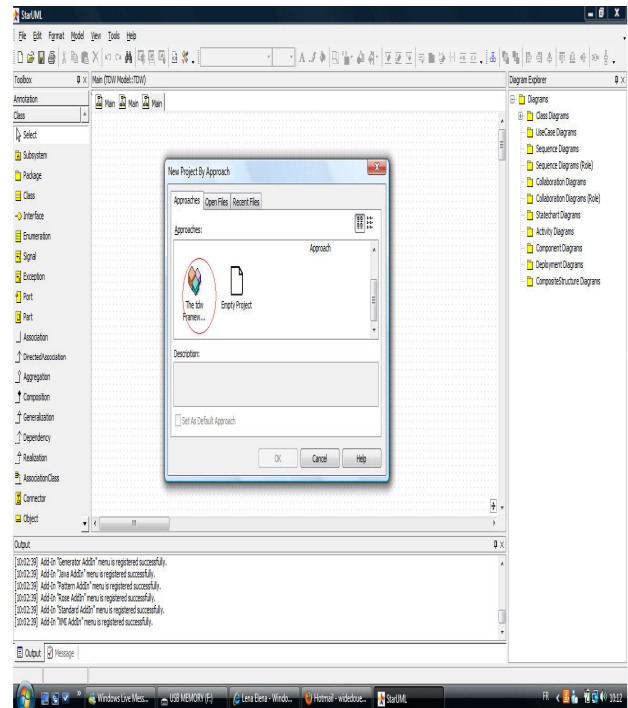 StarUML
File Edit Format Model View Tools Help
Toolbox
Annotation
Class
Select
Subsystem
Package
Class
Interface
Enumeration
Signal
Exception
Port
Part
Association
DirectedAssociation
Aggregation
Composition
Generalization
Dependency
Realization
AssociationClass
Connector
Object
Main (TDW Model::TDW)
Main Main Main
New Project By Approach
Approaches Open Files Recent Files
Approaches:
Approach
The tdw Framew...
Empty Project
Description:
Set As Default Approach
OK Cancel Help
Diagram Explorer
Diagrams
Class Diagrams
UseCase Diagrams
Sequence Diagrams
Sequence Diagrams (Role)
Collaboration Diagrams
Collaboration Diagrams (Role)
Statechart Diagrams
Activity Diagrams
Component Diagrams
Deployment Diagrams
CompositeStructure Diagrams
Output
[10:02:39] Add-In "Generator AddIn" menu is registered successfully.
[10:02:39] Add-In "Java AddIn" menu is registered successfully.
[10:02:39] Add-In "Pattern AddIn" menu is registered successfully.
[10:02:39] Add-In "Rose AddIn" menu is registered successfully.
[10:02:39] Add-In "Standard AddIn" menu is registered successfully.
[10:02:39] Add-In "XMI AddIn" menu is registered successfully.
Output Message
Windows Live Mess... USB MEMORY (F:) Lena Elena - Windo... Hotmail - widedoue... StarUML FR 10:12